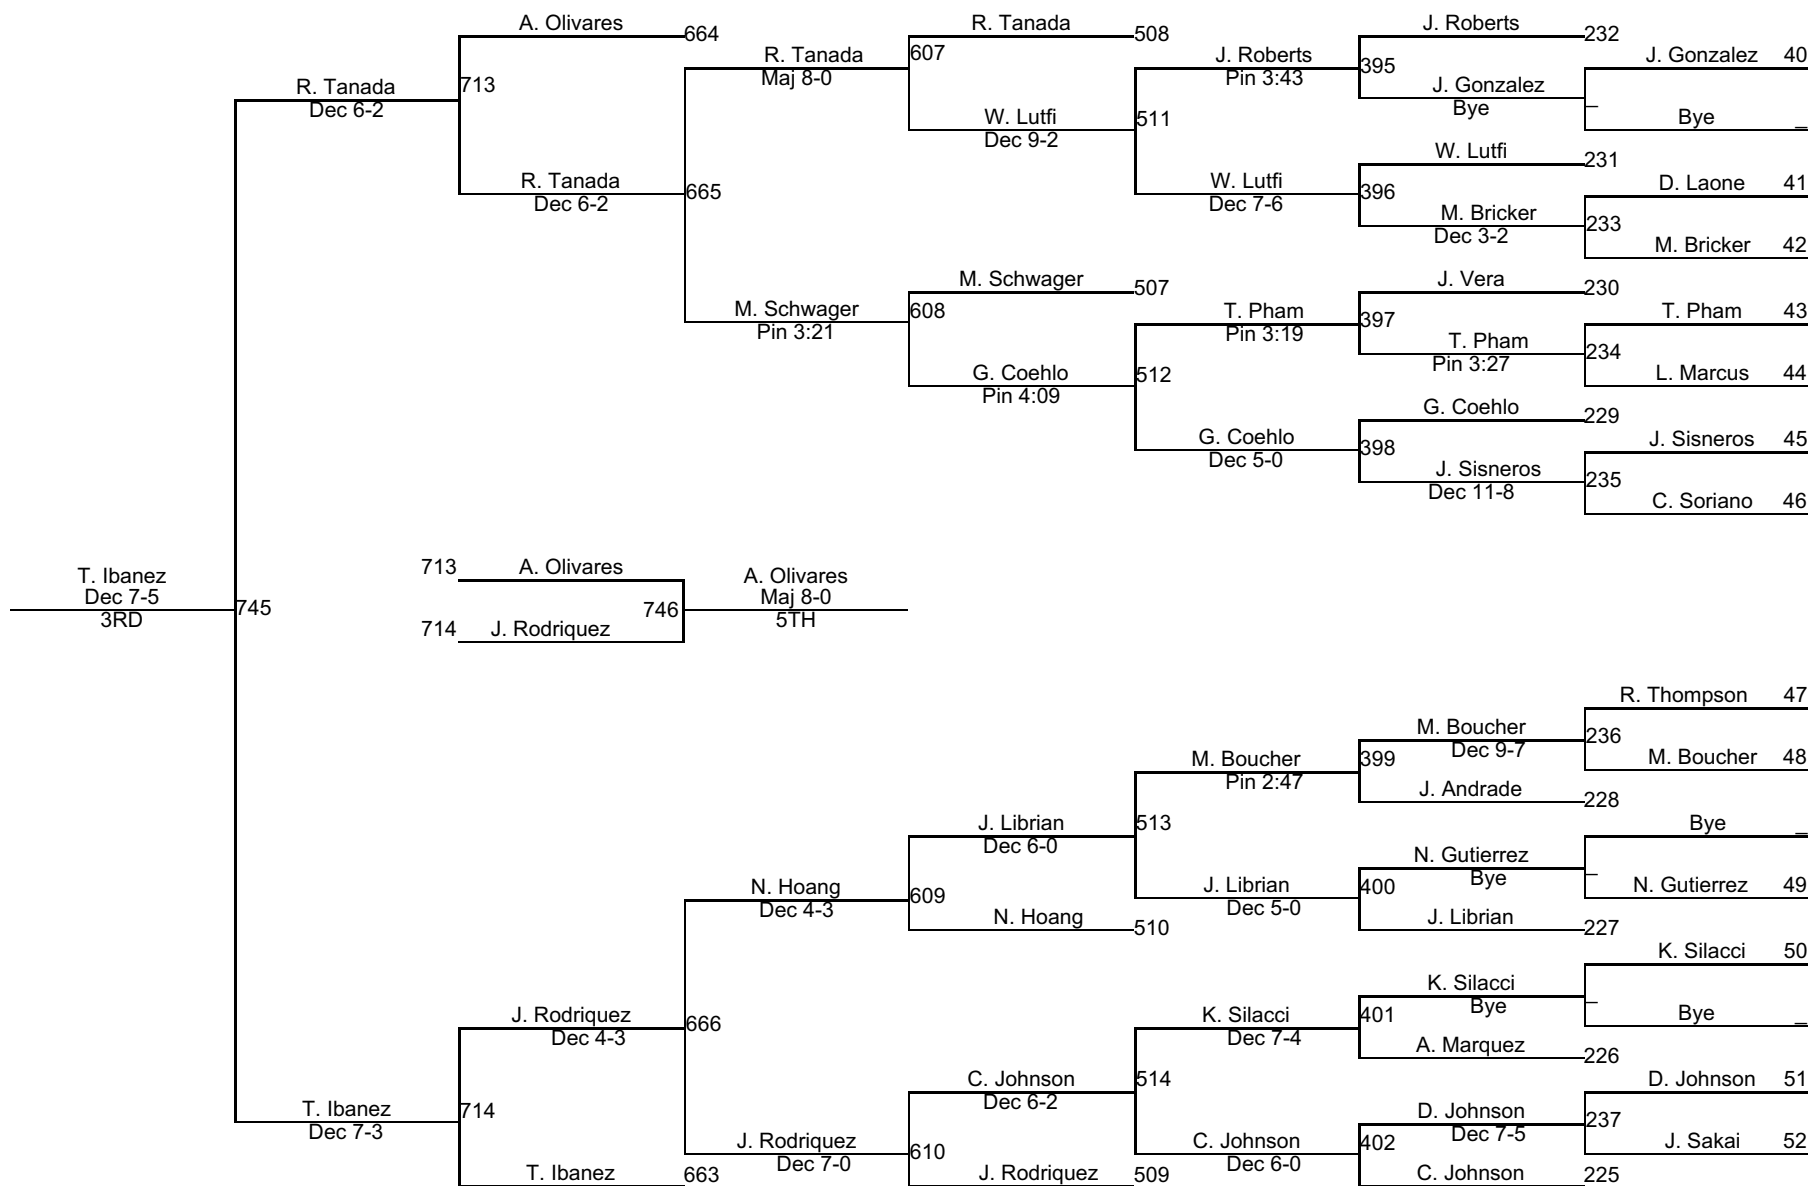 A. Olivares
664
R. Tanada
508
J. Roberts
232
R. Tanada
Maj 8-0
607
J. Roberts
Pin 3:43
395
J. Gonzalez 40
R. Tanada
Dec 6-2
713
J. Gonzalez
Bye
_
Bye _
W. Lutfi
Dec 9-2
511
W. Lutfi
231
R. Tanada
Dec 6-2
665
W. Lutfi
Dec 7-6
396
D. Laone 41
M. Bricker
Dec 3-2
233
M. Bricker 42
M. Schwager
507
J. Vera
230
M. Schwager
Pin 3:21
608
T. Pham
Pin 3:19
397
T. Pham 43
T. Pham
Pin 3:27
234
L. Marcus 44
G. Coehlo
Pin 4:09
512
G. Coehlo
229
G. Coehlo
Dec 5-0
398
J. Sisneros 45
J. Sisneros
Dec 11-8
235
C. Soriano 46
T. Ibanez
Dec 7-5
3RD
745
713 A. Olivares
714 J. Rodriquez
746
A. Olivares
Maj 8-0
5TH
R. Thompson 47
M. Boucher
Dec 9-7
236
M. Boucher 48
M. Boucher
Pin 2:47
399
J. Andrade
228
J. Librian
Dec 6-0
513
Bye _
N. Gutierrez
Bye
_
N. Gutierrez 49
N. Hoang
Dec 4-3
609
J. Librian
Dec 5-0
400
N. Hoang
510
J. Librian
227
K. Silacci 50
K. Silacci
Bye
_
Bye _
J. Rodriquez
Dec 4-3
666
K. Silacci
Dec 7-4
401
A. Marquez
226
C. Johnson
Dec 6-2
514
D. Johnson 51
T. Ibanez
Dec 7-3
714
D. Johnson
Dec 7-5
237
J. Sakai 52
J. Rodriquez
Dec 7-0
610
C. Johnson
Dec 6-0
402
T. Ibanez
663
J. Rodriquez
509
C. Johnson
225